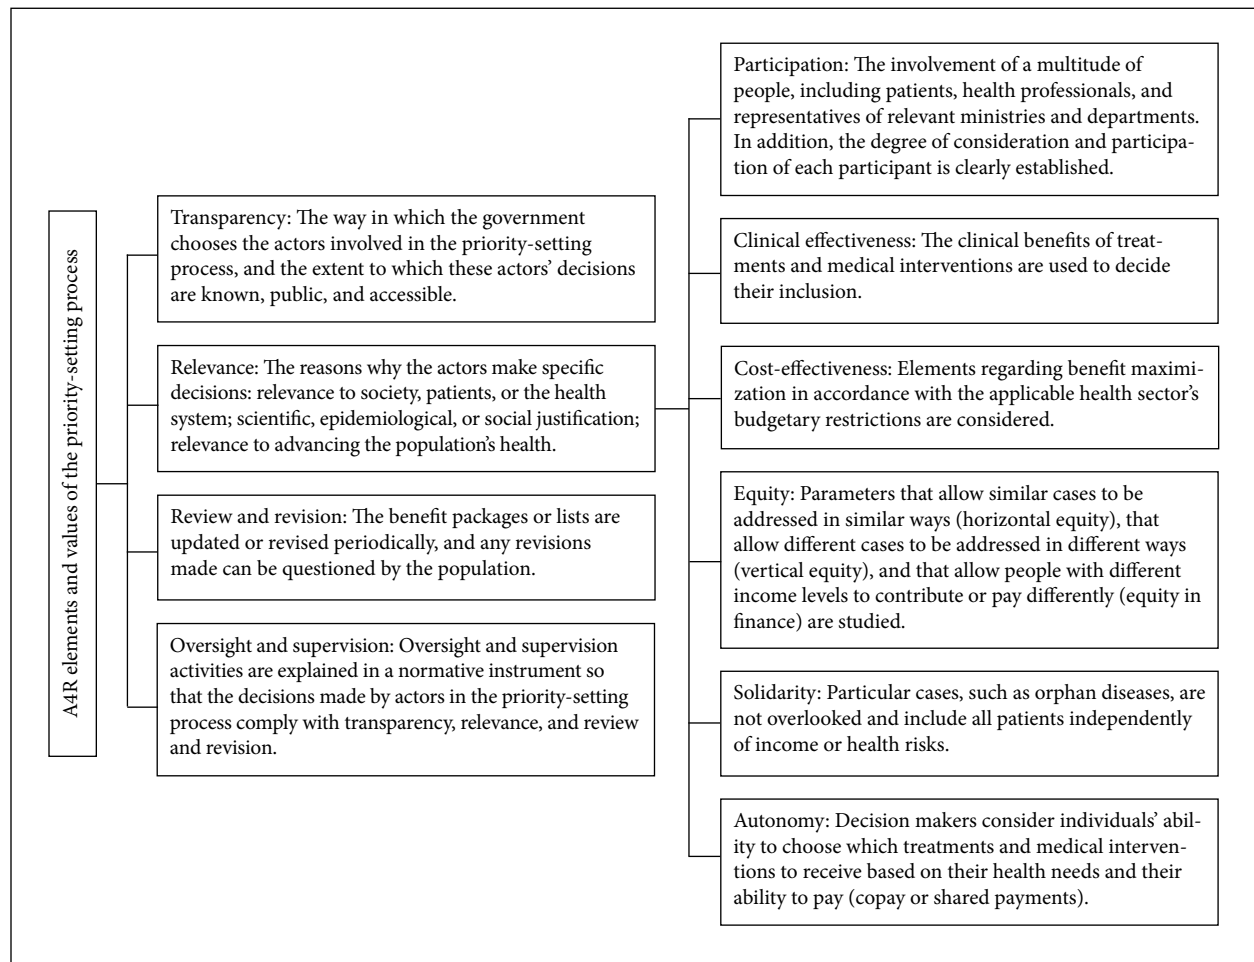 A4R elements and values of the priority-setting process
Transparency: The way in which the government
chooses the actors involved in the priority-setting
process, and the extent to which these actors’ decisions
are known, public, and accessible.
Relevance: The reasons why the actors make specific
decisions: relevance to society, patients, or the health
system; scientific, epidemiological, or social justification;
relevance to advancing the population’s health.
Review and revision: The benefit packages or lists are
updated or revised periodically, and any revisions
made can be questioned by the population.
Oversight and supervision: Oversight and supervision
activities are explained in a normative instrument so
that the decisions made by actors in the priority-setting
process comply with transparency, relevance, and review
and revision.
Participation: The involvement of a multitude of
people, including patients, health professionals, and
representatives of relevant ministries and departments.
In addition, the degree of consideration and participa-
tion of each participant is clearly established.
Clinical effectiveness: The clinical benefits of treat-
ments and medical interventions are used to decide
their inclusion.
Cost-effectiveness: Elements regarding benefit maximi-
zation in accordance with the applicable health sector’s
budgetary restrictions are considered.
Equity: Parameters that allow similar cases to be
addressed in similar ways (horizontal equity), that
allow different cases to be addressed in different ways
(vertical equity), and that allow people with different
income levels to contribute or pay differently (equity in
finance) are studied.
Solidarity: Particular cases, such as orphan diseases, are
not overlooked and include all patients independently
of income or health risks.
Autonomy: Decision makers consider individuals’ abil-
ity to choose which treatments and medical interven-
tions to receive based on their health needs and their
ability to pay (copay or shared payments).